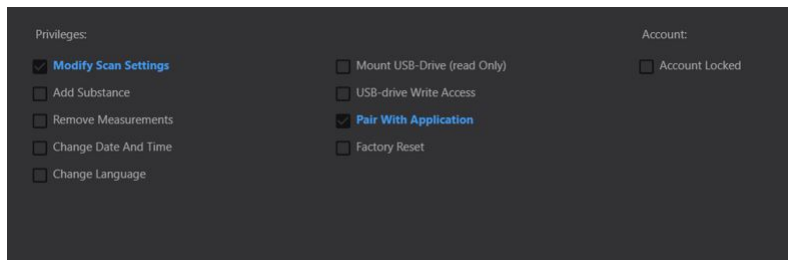 Privileges:
Modify Scan Settings
Add Substance
Remove Measurements
Change Date And Time
Change Language
Mount USB-Drive (read Only)
USB-drive Write Access
Pair With Application
Factory Reset
Account:
Account Locked